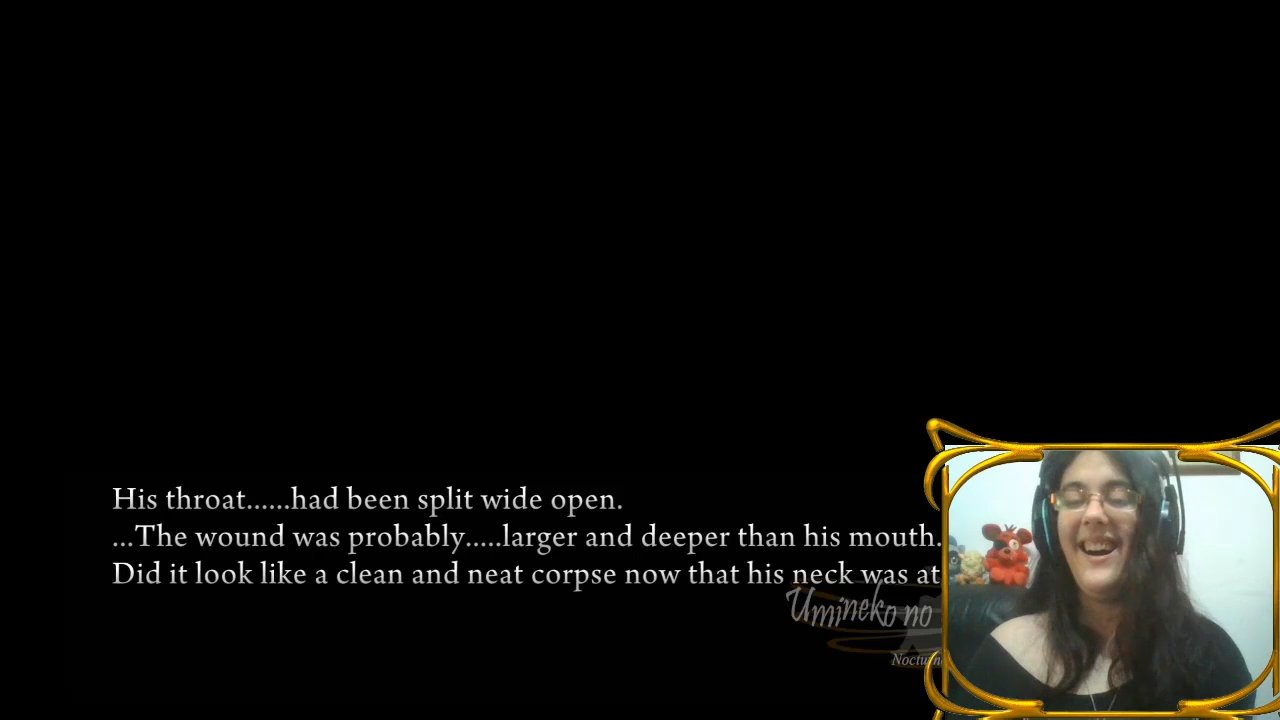 His throat......had been split wide open.
...The wound was probably.....larger and deeper than his mouth.
Did it look like a clean and neat corpse now that his neck was at
Umineko no